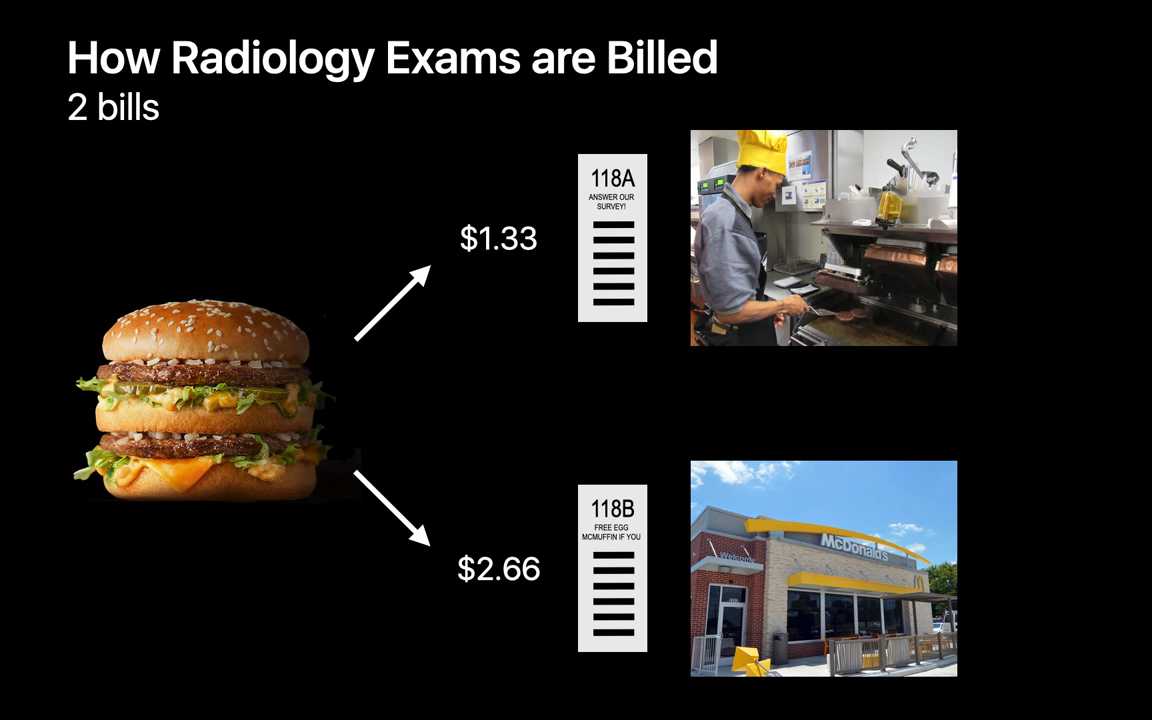 How Radiology Exams are Billed
2 bills
118A
ANSWER OUR
SURVEY!
$1.33
118B
FREE EGG
MCMUFFIN IF YOU
$2.66
McDonald's
Welcome